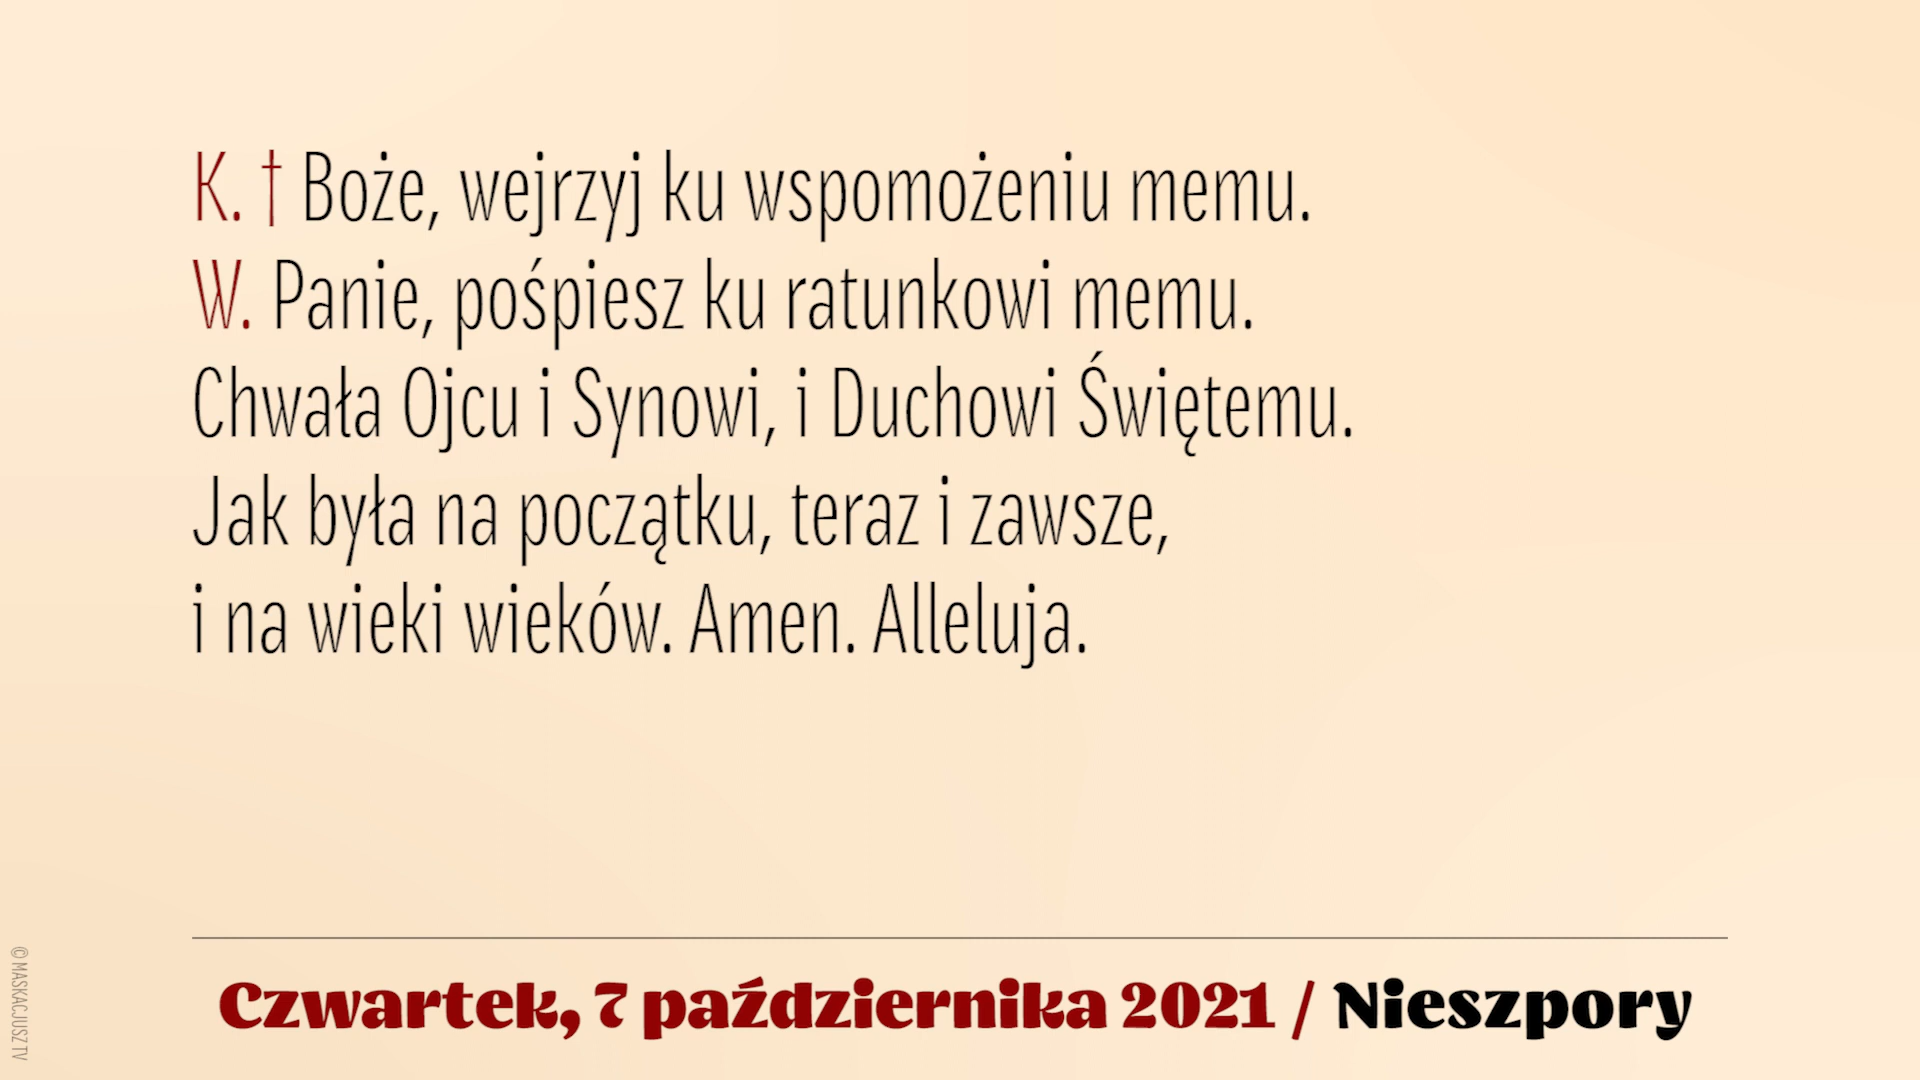 K. † Boże, wejrzyj ku wspomożeniu memu.
W. Panie, pośpiesz ku ratunkowi memu.
Chwała Ojcu i Synowi, i Duchowi Świętemu.
Jak była na początku, teraz i zawsze,
i na wieki wieków. Amen. Alleluja.
Czwartek, 7 października 2021 / Nieszpory
© MASKACJUSZ TV